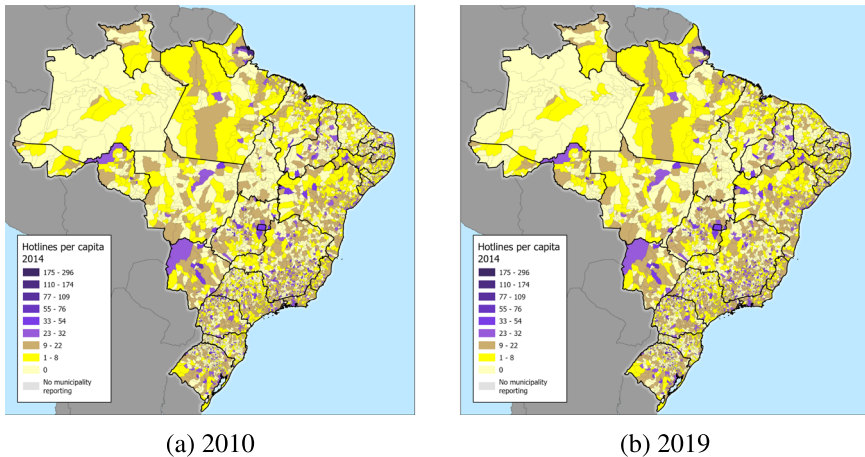 Hotlines per capita
2014
175 - 296
110 - 174
77 - 109
55 - 76
33 - 54
23 - 32
9 - 22
1 - 8
0
No municipality
reporting
(a) 2010
Hotlines per capita
2014
175 - 296
110 - 174
77 - 109
55 - 76
33 - 54
23 - 32
9 - 22
1 - 8
0
No municipality
reporting
(b) 2019